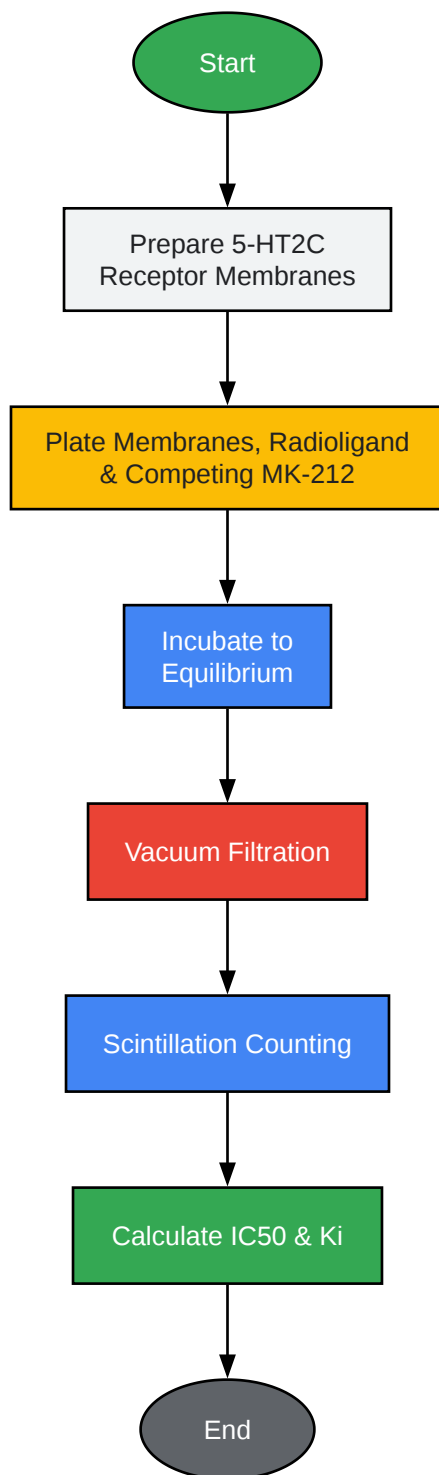 Start
Prepare 5-HT2C
Receptor Membranes
Plate Membranes, Radioligand
& Competing MK-212
Incubate to
Equilibrium
Vacuum Filtration
Scintillation Counting
Calculate IC50 & Ki
End